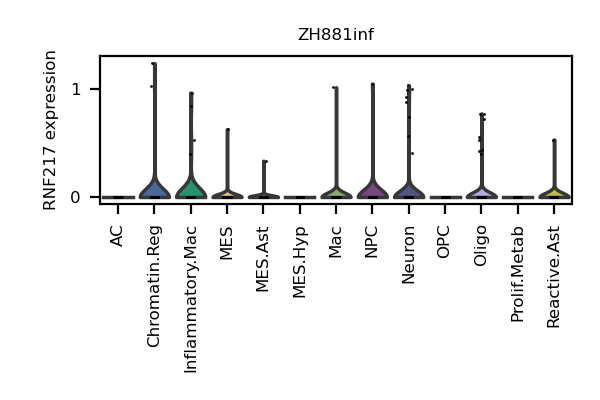 ZH881inf
RNF217 expression
1
0
AC
Chromatin.Reg
Inflammatory.Mac
MES
MES.Ast
MES.Hyp
Mac
NPC
Neuron
OPC
Oligo
Prolif.Metab
Reactive.Ast